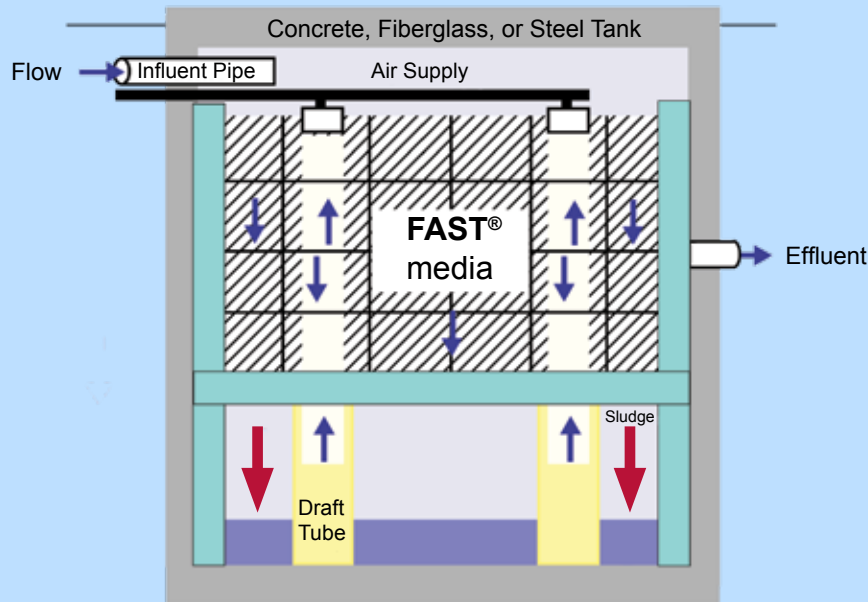 Concrete, Fiberglass, or Steel Tank
Flow
Influent Pipe
Air Supply
FAST®
media
Effluent
Sludge
Draft
Tube